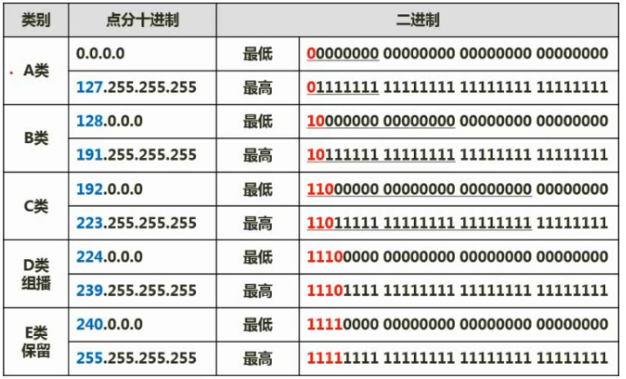 类别 点分十进制 二进制
A类 0.0.0.0 最低 00000000 00000000 00000000 00000000
127.255.255.255 最高 01111111 11111111 11111111 11111111
B类 128.0.0.0 最低 10000000 00000000 00000000 00000000
191.255.255.255 最高 10111111 11111111 11111111 11111111
C类 192.0.0.0 最低 11000000 00000000 00000000 00000000
223.255.255.255 最高 11011111 11111111 11111111 11111111
D类 组播 224.0.0.0 最低 11100000 00000000 00000000 00000000
239.255.255.255 最高 11101111 11111111 11111111 11111111
E类 保留 240.0.0.0 最低 11110000 00000000 00000000 00000000
255.255.255.255 最高 11111111 11111111 11111111 11111111